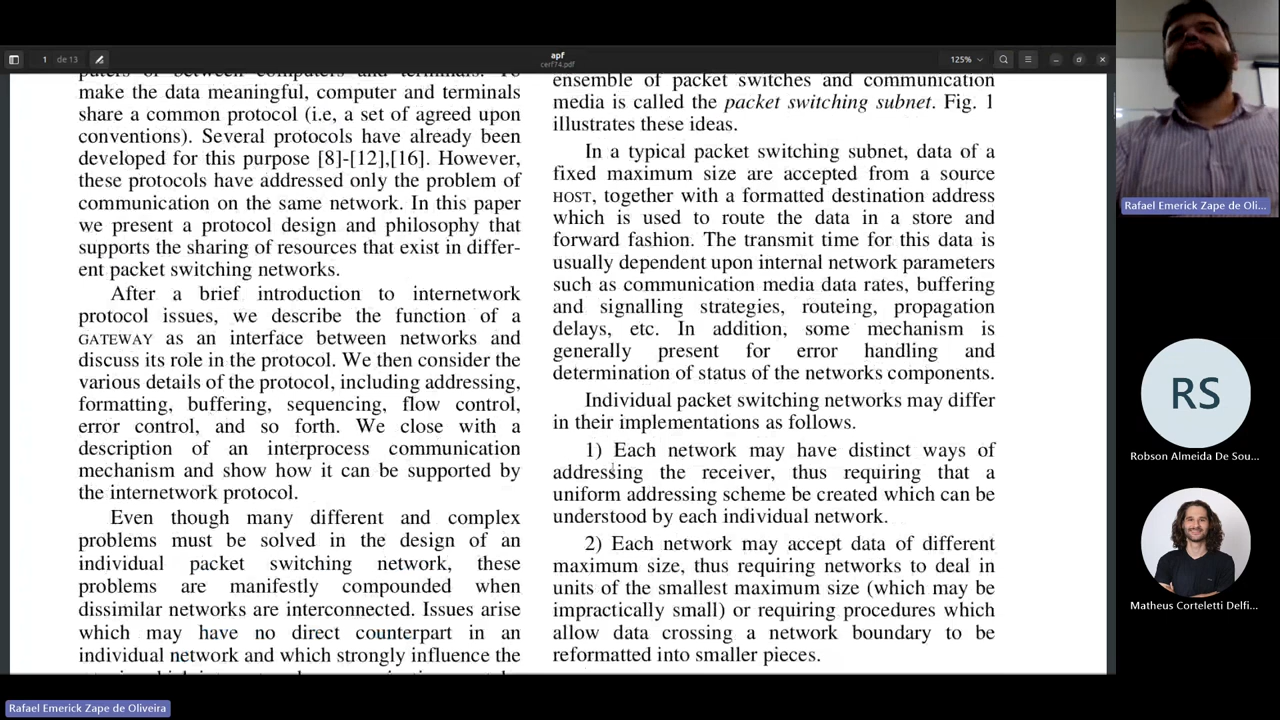 1 de 13
apf
cerf74.pdf
125%
puters or between computers and terminals. To
make the data meaningful, computer and terminals
share a common protocol (i.e, a set of agreed upon
conventions). Several protocols have already been
developed for this purpose [8]-[12],[16]. However,
these protocols have addressed only the problem of
communication on the same network. In this paper
we present a protocol design and philosophy that
supports the sharing of resources that exist in differ-
ent packet switching networks.
After a brief introduction to internetwork
protocol issues, we describe the function of a
GATEWAY as an interface between networks and
discuss its role in the protocol. We then consider the
various details of the protocol, including addressing,
formatting, buffering, sequencing, flow control,
error control, and so forth. We close with a
description of an interprocess communication
mechanism and show how it can be supported by
the internetwork protocol.
Even though many different and complex
problems must be solved in the design of an
individual packet switching network, these
problems are manifestly compounded when
dissimilar networks are interconnected. Issues arise
which may have no direct counterpart in an
individual network and which strongly influence the
ensemble of packet switches and communication
media is called the packet switching subnet. Fig. 1
illustrates these ideas.
In a typical packet switching subnet, data of a
fixed maximum size are accepted from a source
HOST, together with a formatted destination address
which is used to route the data in a store and
forward fashion. The transmit time for this data is
usually dependent upon internal network parameters
such as communication media data rates, buffering
and signalling strategies, routeing, propagation
delays, etc. In addition, some mechanism is
generally present for error handling and
determination of status of the networks components.
Individual packet switching networks may differ
in their implementations as follows.
1) Each network may have distinct ways of
addressing the receiver, thus requiring that a
uniform addressing scheme be created which can be
understood by each individual network.
2) Each network may accept data of different
maximum size, thus requiring networks to deal in
units of the smallest maximum size (which may be
impractically small) or requiring procedures which
allow data crossing a network boundary to be
reformatted into smaller pieces.
Rafael Emerick Zape de Oli...
RS
Robson Almeida De Sou...
Matheus Corteletti Delfi...
Rafael Emerick Zape de Oliveira